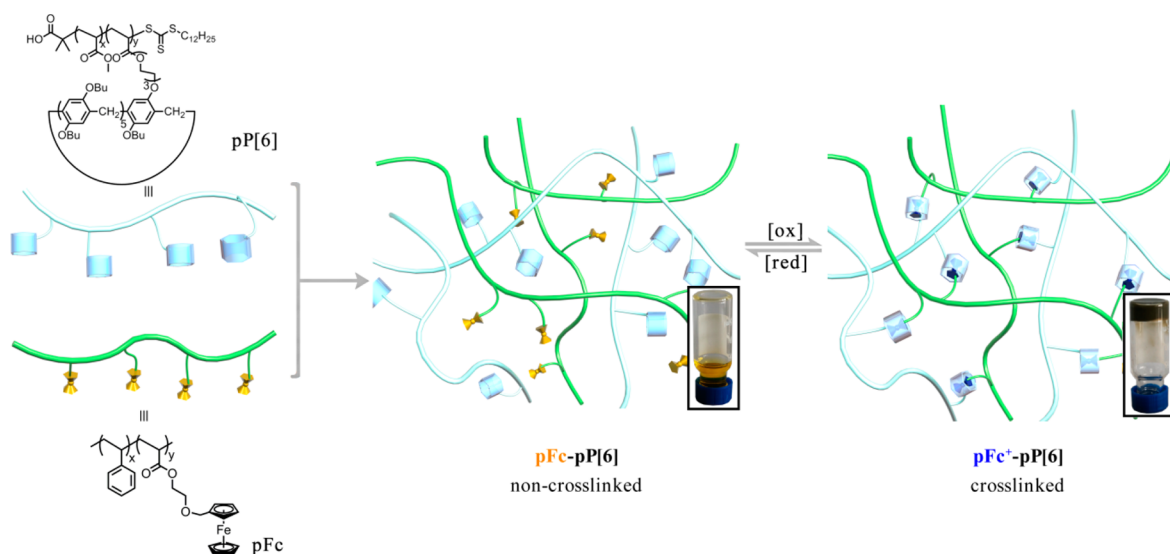 O
HO
x
y
S
S
C12H25
S
O
O
O
O
O
3
OBu
O
CH2
5
CH2
OBu
OBu
pP[6]
[ox]
[red]
pFc-pP[6]
non-crosslinked
pFc+-pP[6]
crosslinked
x
y
O
O
O
Fe
pFc